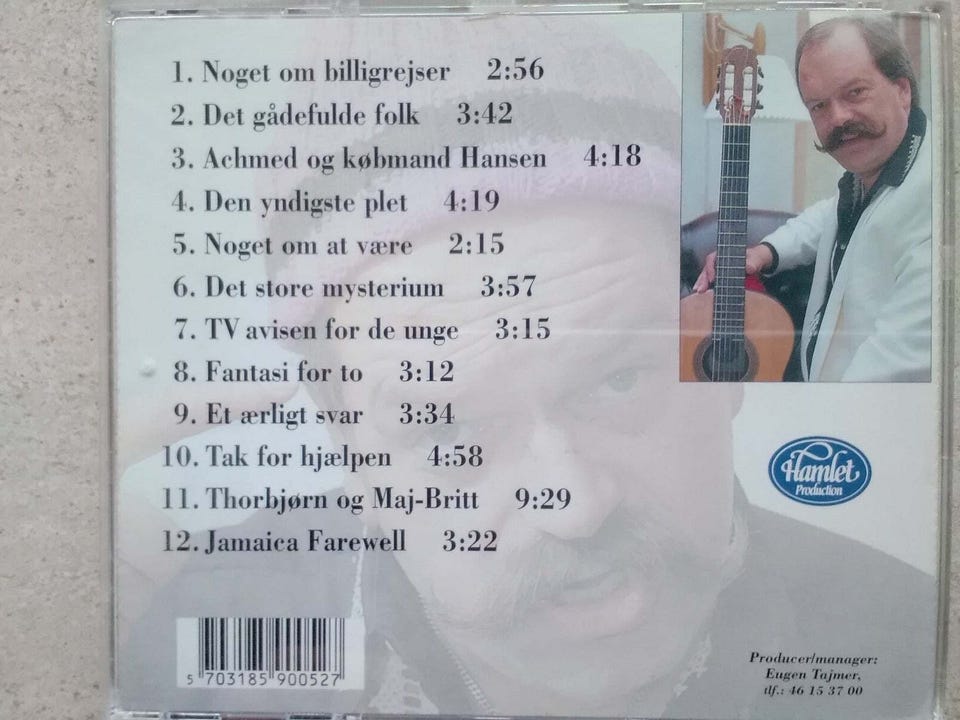 1. Noget om billigrejser 2:56
2. Det gådefulde folk 3:42
3. Achmed og købmand Hansen 4:18
4. Den yndigste plet 4:19
5. Noget om at være 2:15
6. Det store mysterium 3:57
7. TV avisen for de unge 3:15
8. Fantasi for to 3:12
9. Et ærligt svar 3:34
10. Tak for hjælpen 4:58
11. Thorbjørn og Maj-Britt 9:29
12. Jamaica Farewell 3:22
Hamlet
Production
5 703185 900527
Producer/manager:
Eugen Tajmer,
tlf.: 46 15 37 00